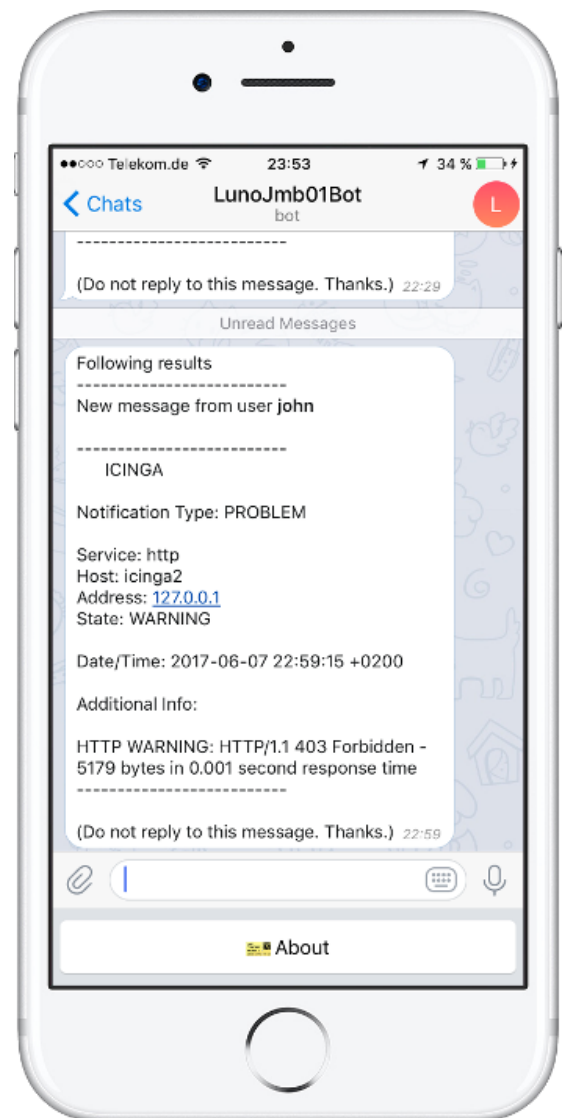 Telekom.de 23:53 34 %
Chats LunoJmb01Bot L
bot
---------------------------
(Do not reply to this message. Thanks.) 22:29
Unread Messages
Following results
---------------------------
New message from user john
---------------------------
ICINGA
Notification Type: PROBLEM
Service: http
Host: icinga2
Address: 127.0.0.1
State: WARNING
Date/Time: 2017-06-07 22:59:15 +0200
Additional Info:
HTTP WARNING: HTTP/1.1 403 Forbidden -
5179 bytes in 0.001 second response time
---------------------------
(Do not reply to this message. Thanks.) 22:59
About